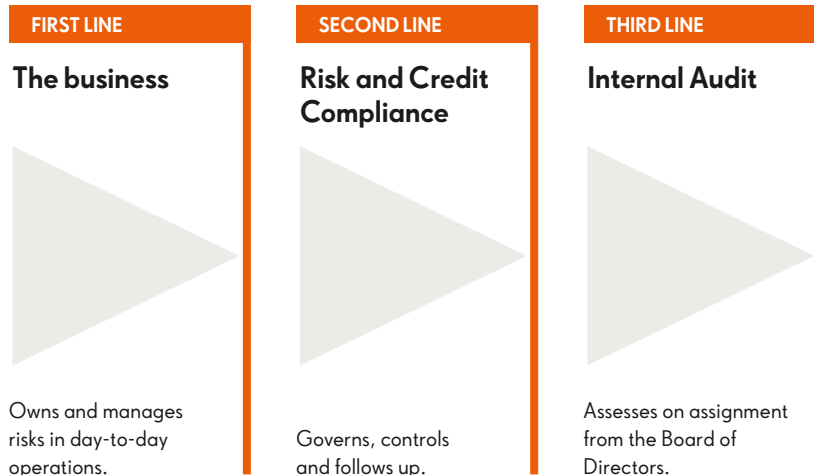 FIRST LINE
The business
Owns and manages
risks in day-to-day
operations.
SECOND LINE
Risk and Credit
Compliance
Governs, controls
and follows up.
THIRD LINE
Internal Audit
Assesses on assignment
from the Board of
Directors.